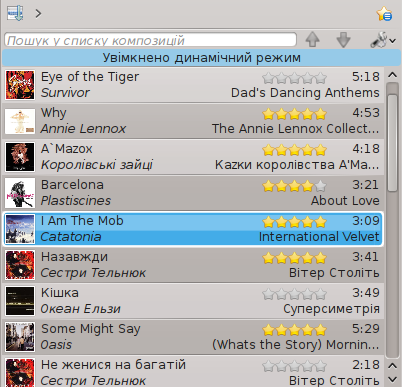 Пошук у списку композицій
Увімкнено динамічний режим
Eye of the Tiger 5:18
Survivor Dad's Dancing Anthems
Why 4:53
Annie Lennox The Annie Lennox Collect...
A`Mazox 4:18
Королівські зайці Казки королівства А'Ма...
Barcelona 3:21
Plastiscines About Love
I Am The Mob 3:09
Catatonia International Velvet
Назавжди 3:41
Сестри Тельнюк Вітер Століть
Кішка 3:49
Океан Ельзи Суперсиметрія
Some Might Say 5:29
Oasis (Whats the Story) Mornin...
Не женися на багатій 2:18
Сестри Тельнюк Вітер Століть